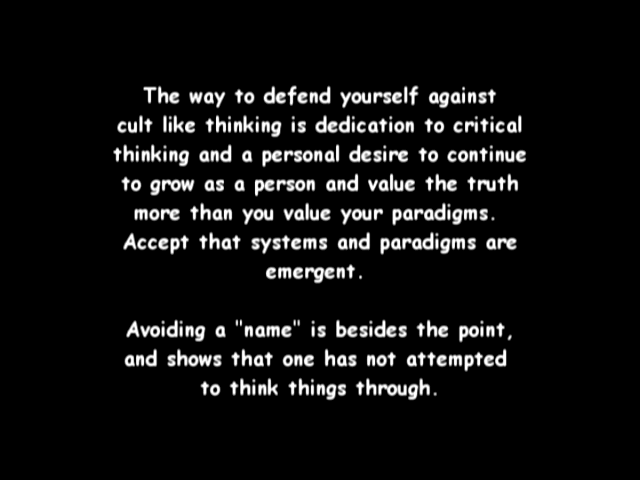 The way to defend yourself against
cult like thinking is dedication to critical
thinking and a personal desire to continue
to grow as a person and value the truth
more than you value your paradigms.
Accept that systems and paradigms are
emergent.
Avoiding a "name" is besides the point,
and shows that one has not attempted
to think things through.